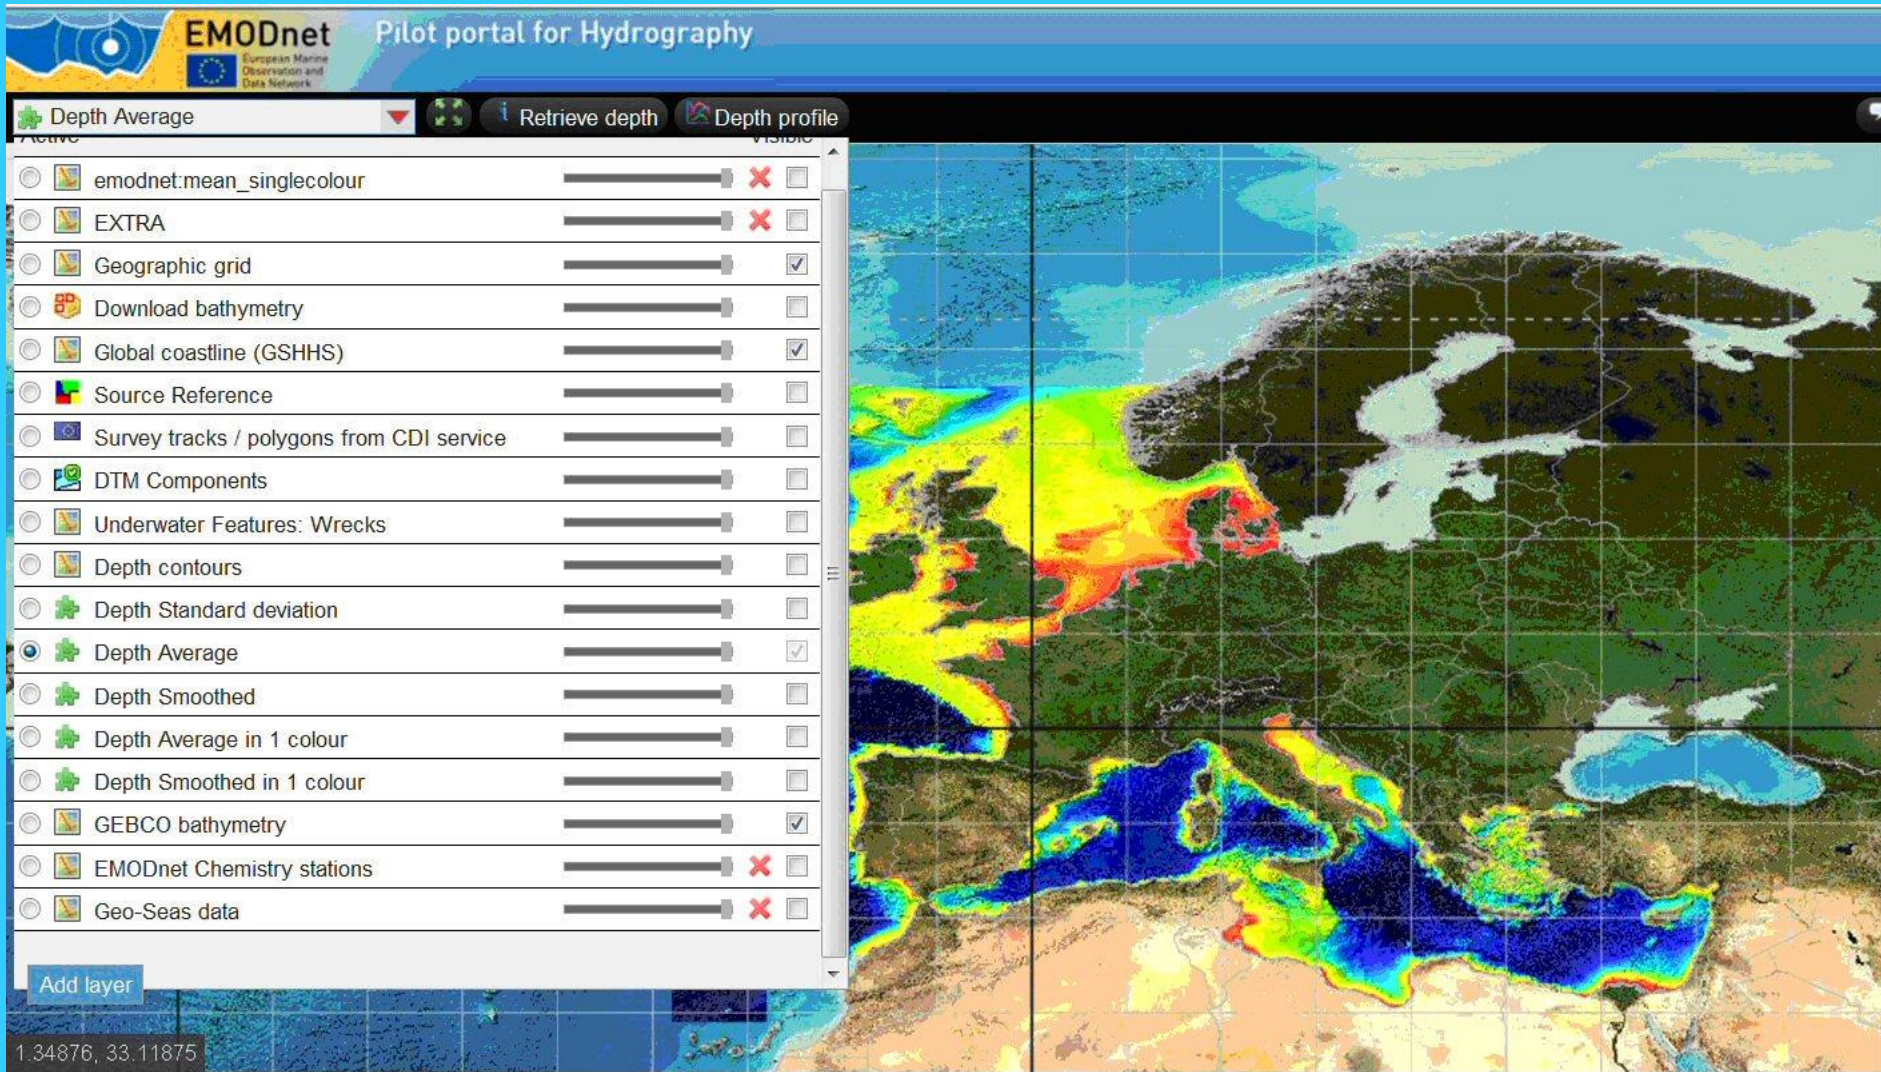 EMODnet
Pilot portal for Hydrography
European Marine
Observation and
Data Network
Depth Average
Retrieve depth
Depth profile
Active Visible
emodnet:mean_singlecolour
EXTRA
Geographic grid
Download bathymetry
Global coastline (GSHHS)
Source Reference
Survey tracks / polygons from CDI service
DTM Components
Underwater Features: Wrecks
Depth contours
Depth Standard deviation
Depth Average
Depth Smoothed
Depth Average in 1 colour
Depth Smoothed in 1 colour
GEBCO bathymetry
EMODnet Chemistry stations
Geo-Seas data
Add layer
1.34876, 33.11875